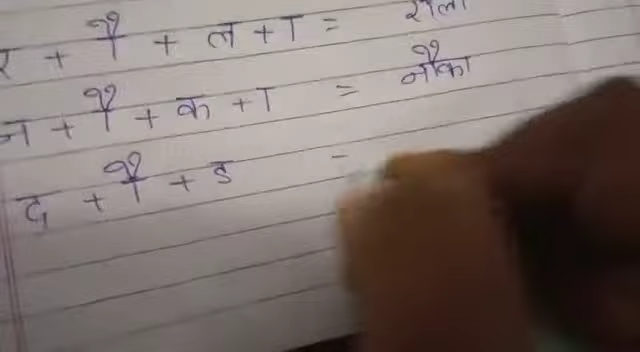 र + ौ + ल + ा = रौला
न + ौ + क + ा = नौका
द + ौ + ड =